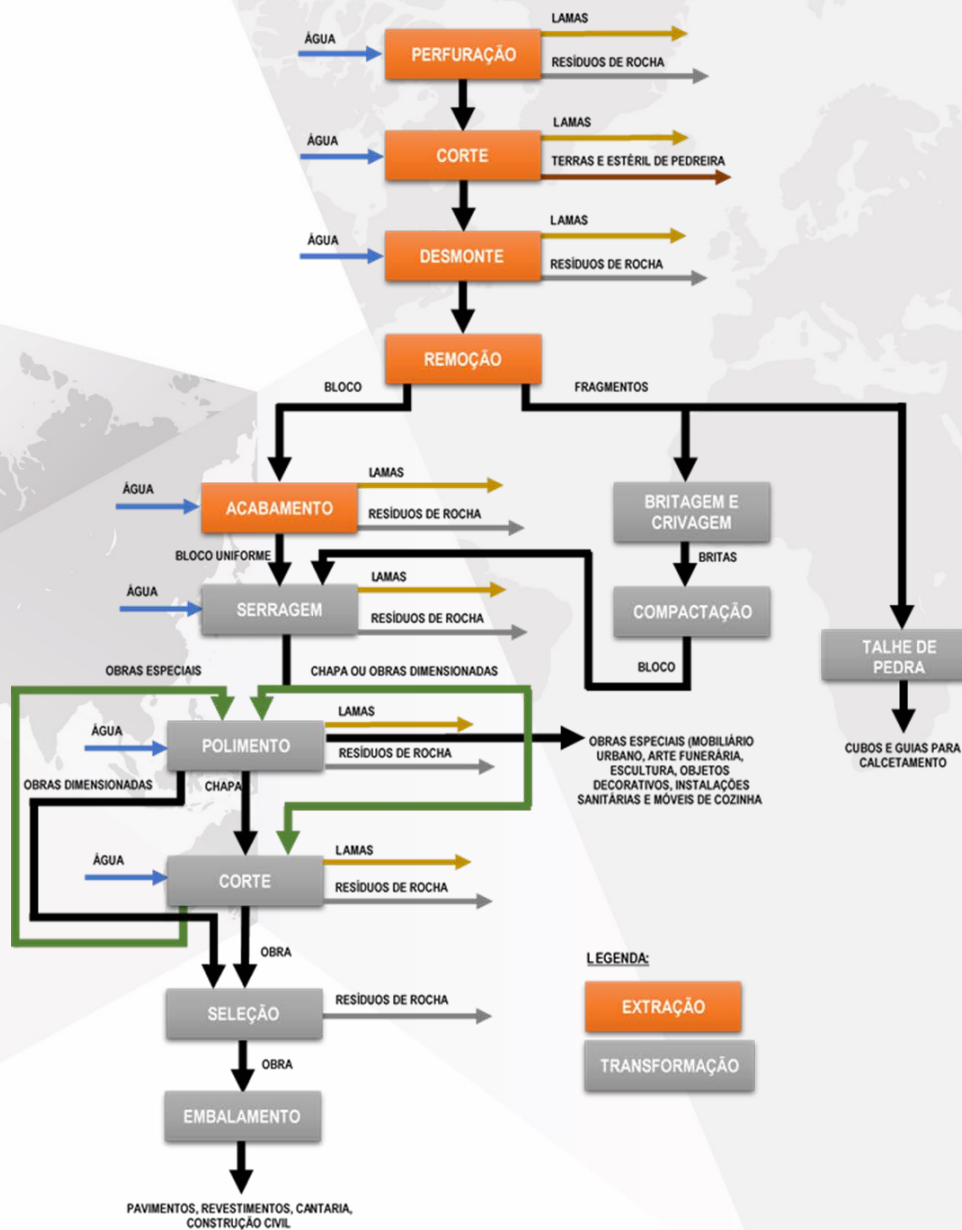 LAMAS
ÁGUA
PERFURAÇÃO
RESÍDUOS DE ROCHA
LAMAS
ÁGUA
CORTE
TERRAS E ESTÉRIL DE PEDREIRA
LAMAS
ÁGUA
DESMONTE
RESÍDUOS DE ROCHA
REMOÇÃO
BLOCO
FRAGMENTOS
LAMAS
ÁGUA
ACABAMENTO
RESÍDUOS DE ROCHA
BRITAGEM E
CRIVAGEM
BLOCO UNIFORME
BRITAS
LAMAS
ÁGUA
SERRAGEM
RESÍDUOS DE ROCHA
COMPACTAÇÃO
TALHE DE
PEDRA
OBRAS ESPECIAIS
CHAPA OU OBRAS DIMENSIONADAS
BLOCO
LAMAS
ÁGUA
POLIMENTO
RESÍDUOS DE ROCHA
OBRAS ESPECIAIS (MOBILIÁRIO
URBANO, ARTE FUNERÁRIA,
ESCULTURA, OBJETOS
DECORATIVOS, INSTALAÇÕES
SANITÁRIAS E MÓVEIS DE COZINHA
CUBOS E GUIAS PARA
CALCETAMENTO
OBRAS DIMENSIONADAS
CHAPA
LAMAS
ÁGUA
CORTE
RESÍDUOS DE ROCHA
OBRA
SELEÇÃO
RESÍDUOS DE ROCHA
OBRA
EMBALAMENTO
PAVIMENTOS, REVESTIMENTOS, CANTARIA,
CONSTRUÇÃO CIVIL
LEGENDA:
EXTRAÇÃO
TRANSFORMAÇÃO